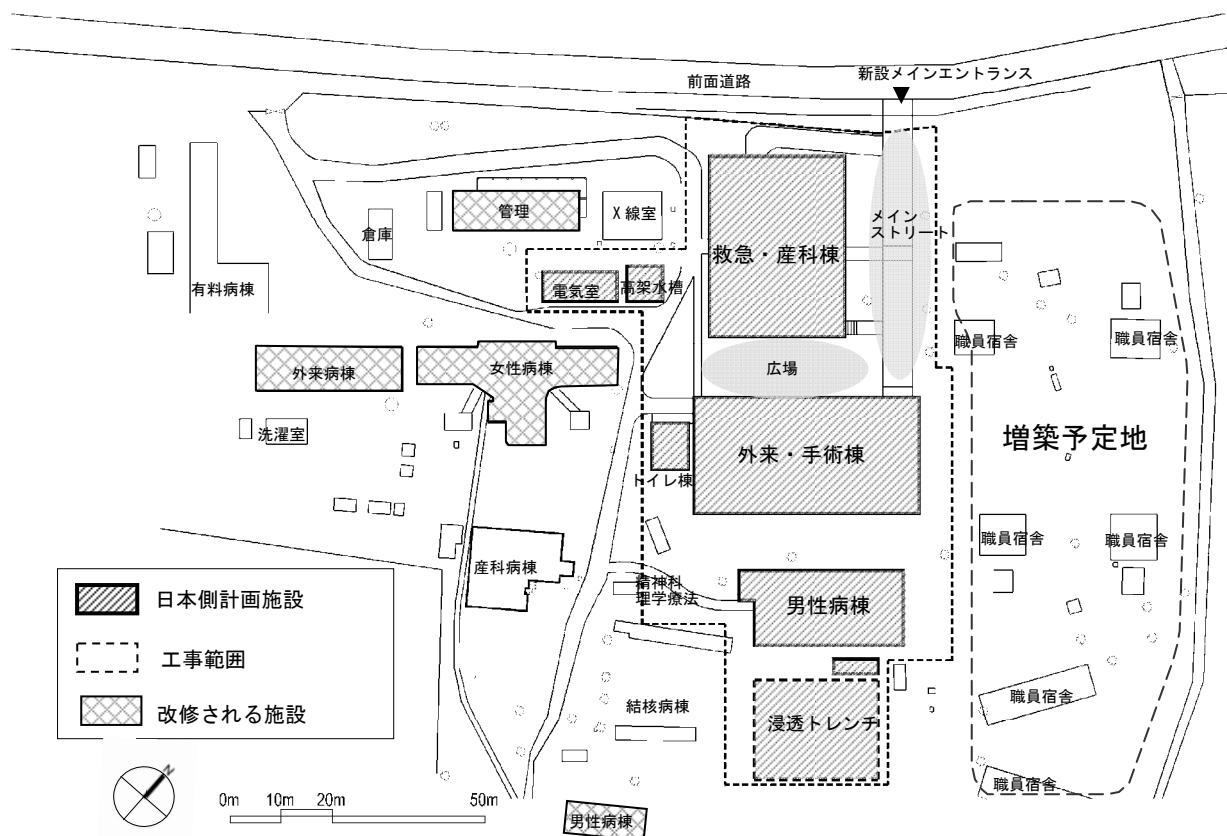 新設メインエントランス
前面道路
管理
X線室
倉庫
救急・産科棟
メイン
ストリート
有料病棟
電気室
高架水槽
職員宿舎
職員宿舎
外来病棟
女性病棟
広場
洗濯室
外来・手術棟
増築予定地
トイレ棟
職員宿舎
職員宿舎
産科病棟
精神科
理学療法
男性病棟
日本側計画施設
工事範囲
改修される施設
結核病棟
浸透トレンチ
職員宿舎
職員宿舎
N
0m 10m 20m 50m
男性病棟